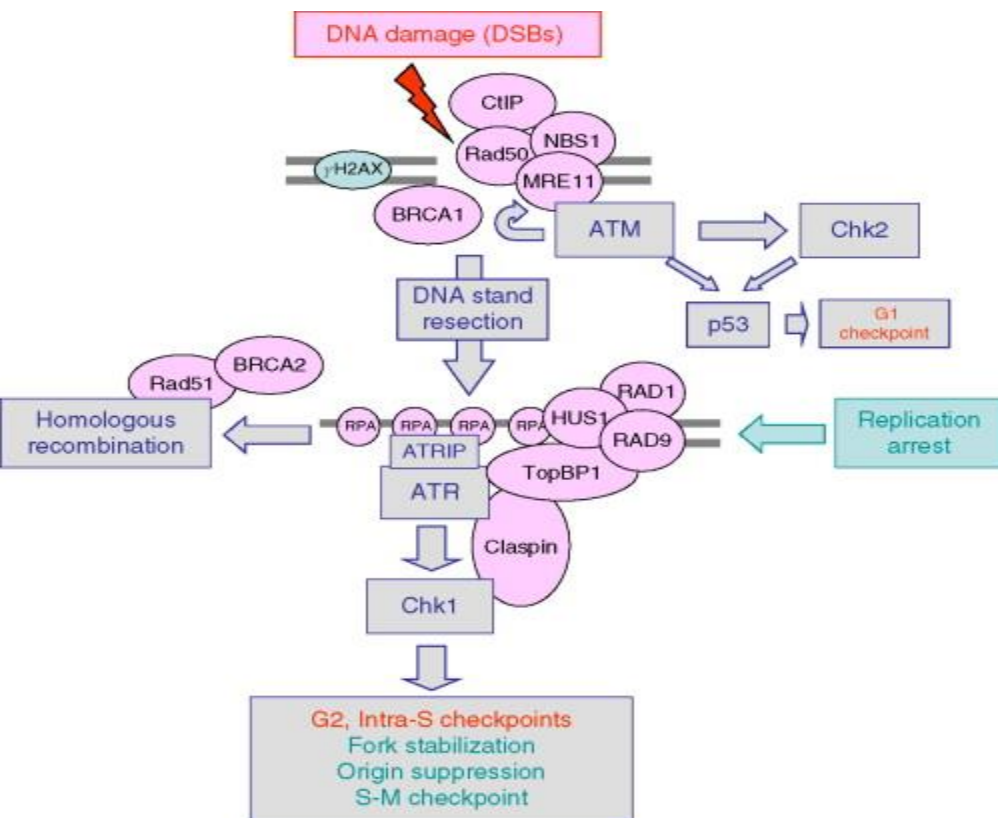 DNA damage (DSBs)
CtIP
NBS1
Rad50
γH2AX
MRE11
BRCA1
ATM
Chk2
DNA stand
resection
p53
G1
checkpoint
BRCA2
Rad51
RAD1
Homologous
recombination
RPA
RPA
RPA
RPA
HUS1
RAD9
Replication
arrest
ATRIP
TopBP1
ATR
Claspin
Chk1
G2, Intra-S checkpoints
Fork stabilization
Origin suppression
S-M checkpoint